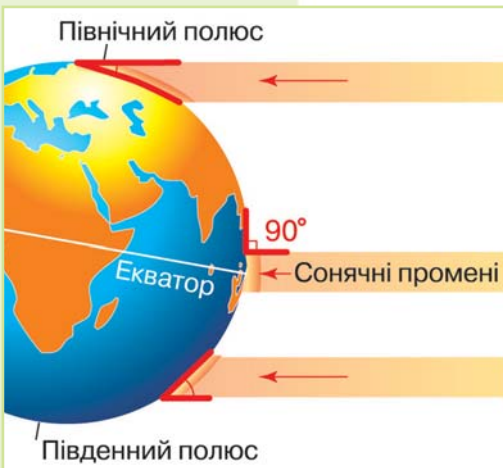 Північний полюс
90°
Екватор
Сонячні промені
Південний полюс